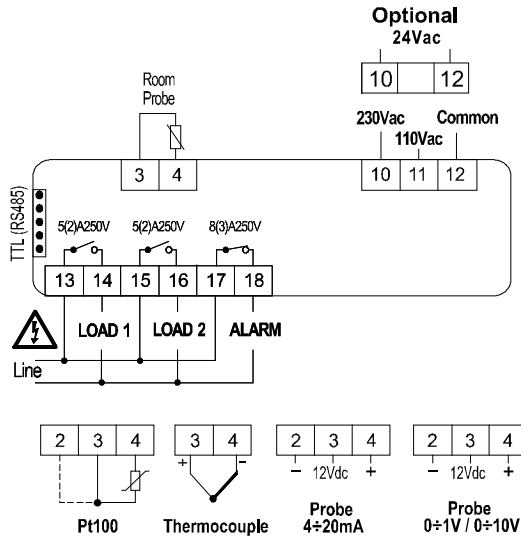 Optional
24Vac
10 12
Room
Probe
230Vac 110Vac Common
3 4 10 11 12
TTL (RS485)
5(2)A250V 5(2)A250V 8(3)A250V
13 14 15 16 17 18
LOAD 1 LOAD 2 ALARM
Line
2 3 4 3 4 2 3 4 2 3 4
+ - − 12Vdc + − 12Vdc +
Pt100 Thermocouple Probe Probe
4÷20mA 0÷1V / 0÷10V